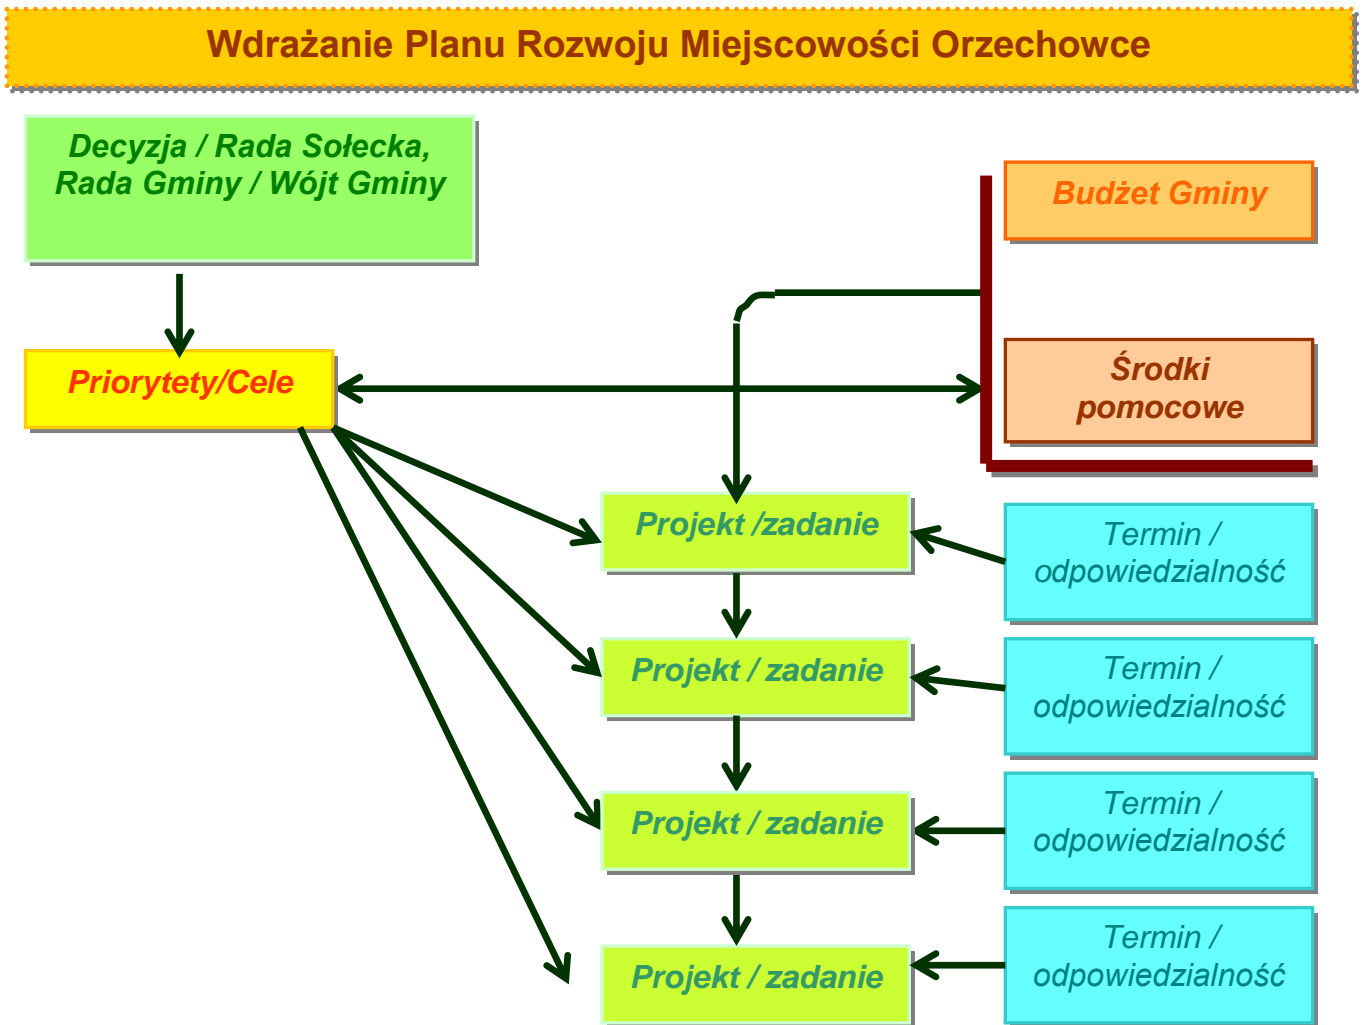 Wdrażanie Planu Rozwoju Miejscowości Orzechowce
Decyzja / Rada Sołecka,
Rada Gminy / Wójt Gminy
Budżet Gminy
Priorytety/Cele
Środki
pomocowe
Projekt /zadanie
Termin /
odpowiedzialność
Projekt / zadanie
Termin /
odpowiedzialność
Projekt / zadanie
Termin /
odpowiedzialność
Projekt / zadanie
Termin /
odpowiedzialność